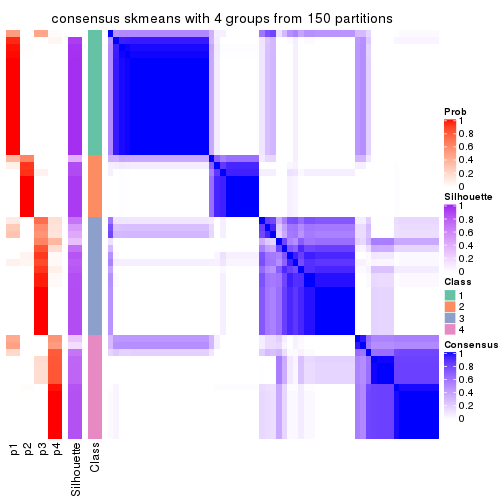 consensus skmeans with 4 groups from 150 partitions
Prob
1
0.8
0.6
0.4
0.2
0
Silhouette
1
0.8
0.6
0.4
0.2
0
Class
1
2
3
4
Consensus
1
0.8
0.6
0.4
0.2
0
p1
p2
p3
p4
Silhouette
Class